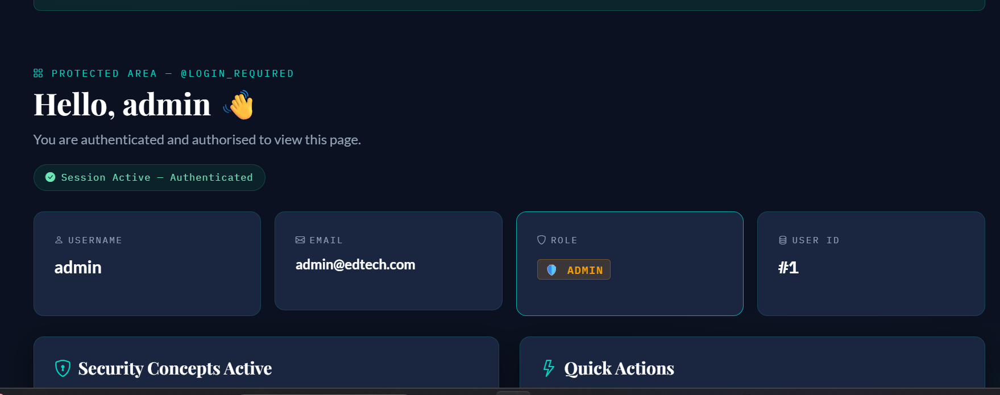 PROTECTED AREA — @LOGIN_REQUIRED
Hello, admin 👋
You are authenticated and authorised to view this page.
Session Active — Authenticated
USERNAME
admin
EMAIL
admin@edtech.com
ROLE
ADMIN
USER ID
#1
Security Concepts Active
Quick Actions